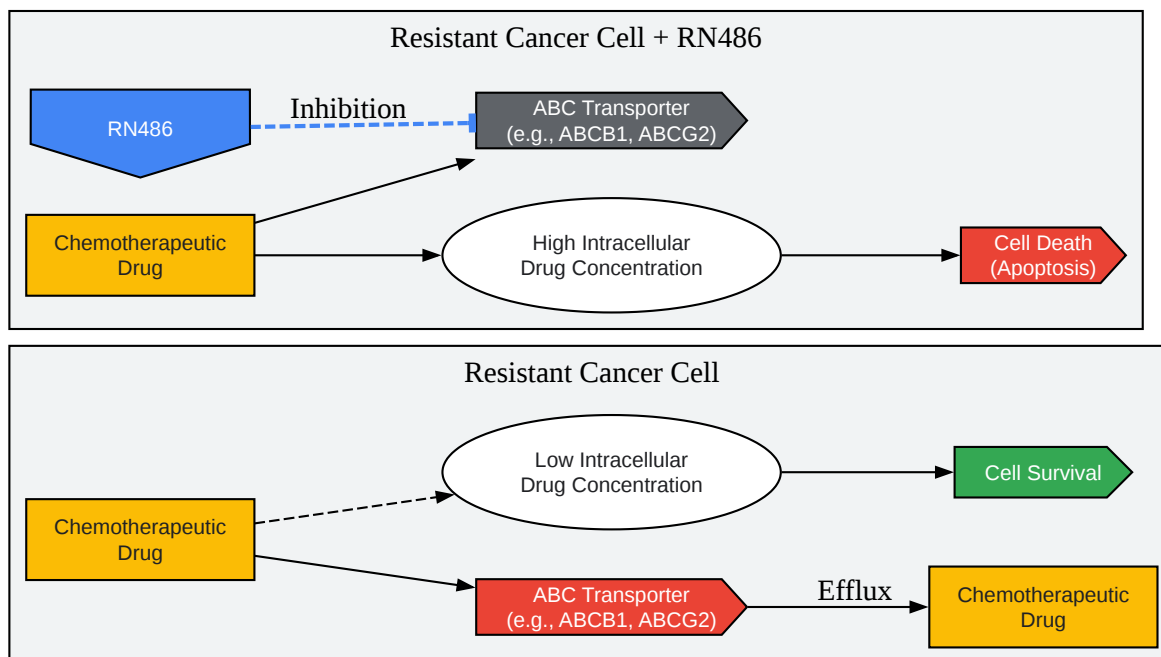 Resistant Cancer Cell + RN486
RN486
Inhibition
ABC Transporter
(e.g., ABCB1, ABCG2)
Chemotherapeutic
Drug
High Intracellular
Drug Concentration
Cell Death
(Apoptosis)
Resistant Cancer Cell
Low Intracellular
Drug Concentration
Cell Survival
Chemotherapeutic
Drug
ABC Transporter
(e.g., ABCB1, ABCG2)
Efflux
Chemotherapeutic
Drug